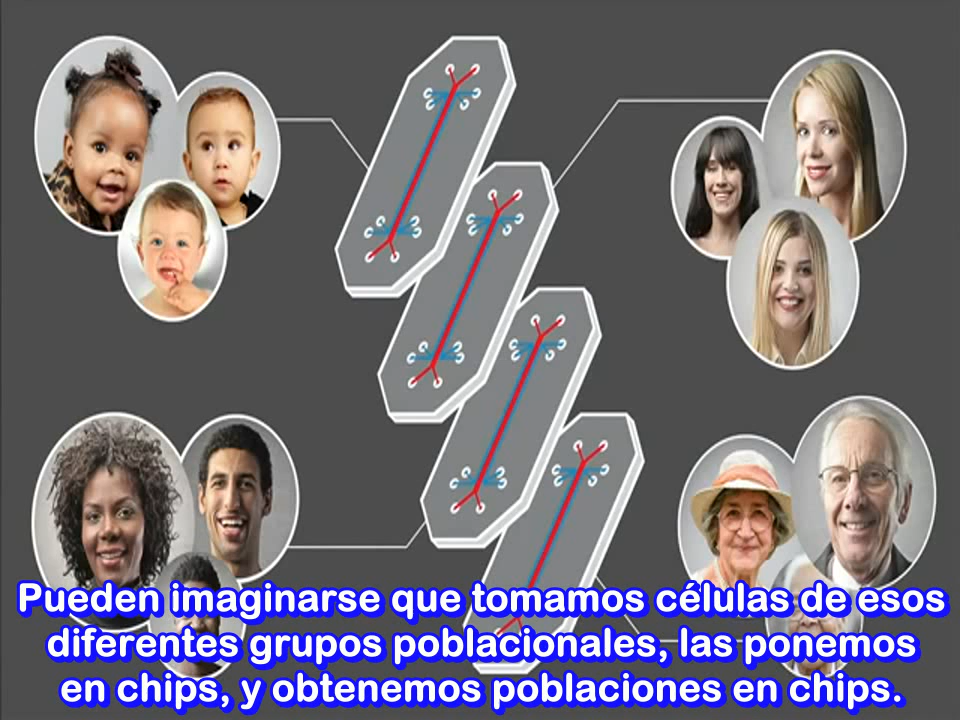 Pueden imaginarse que tomamos células de esos
diferentes grupos poblacionales, las ponemos
en chips, y obtenemos poblaciones en chips.